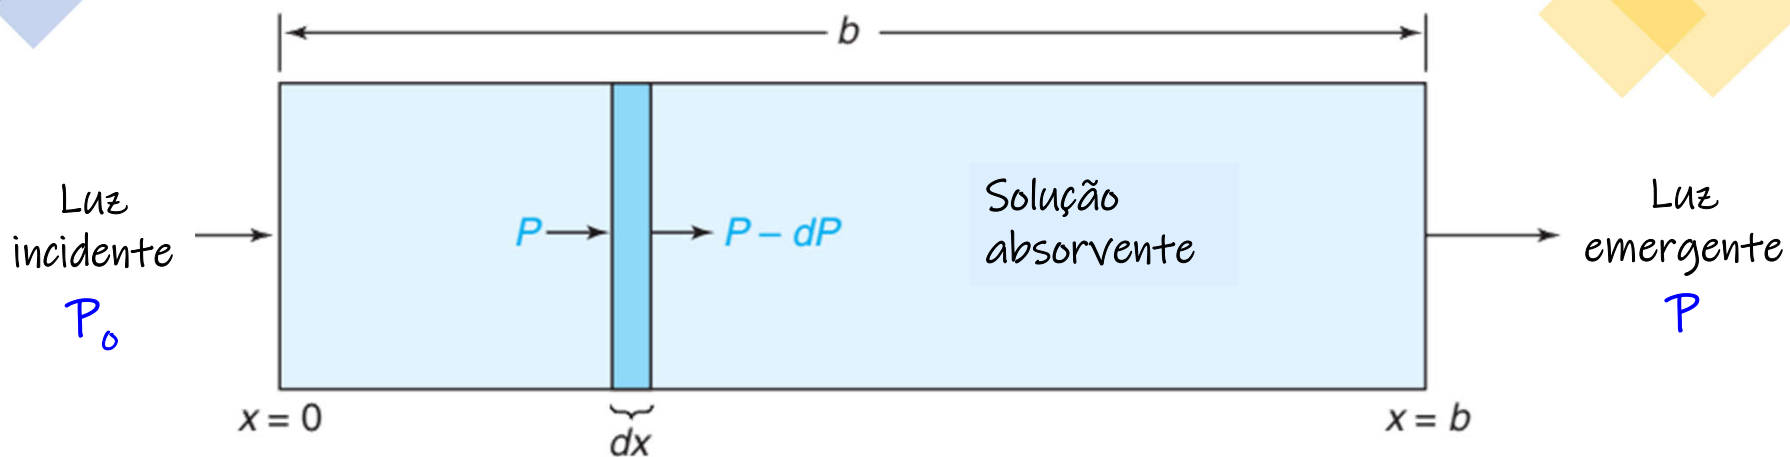 b
Luz
incidente
P₀
P
P – dP
Solução
absorvente
Luz
emergente
P
x = 0
dx
x = b